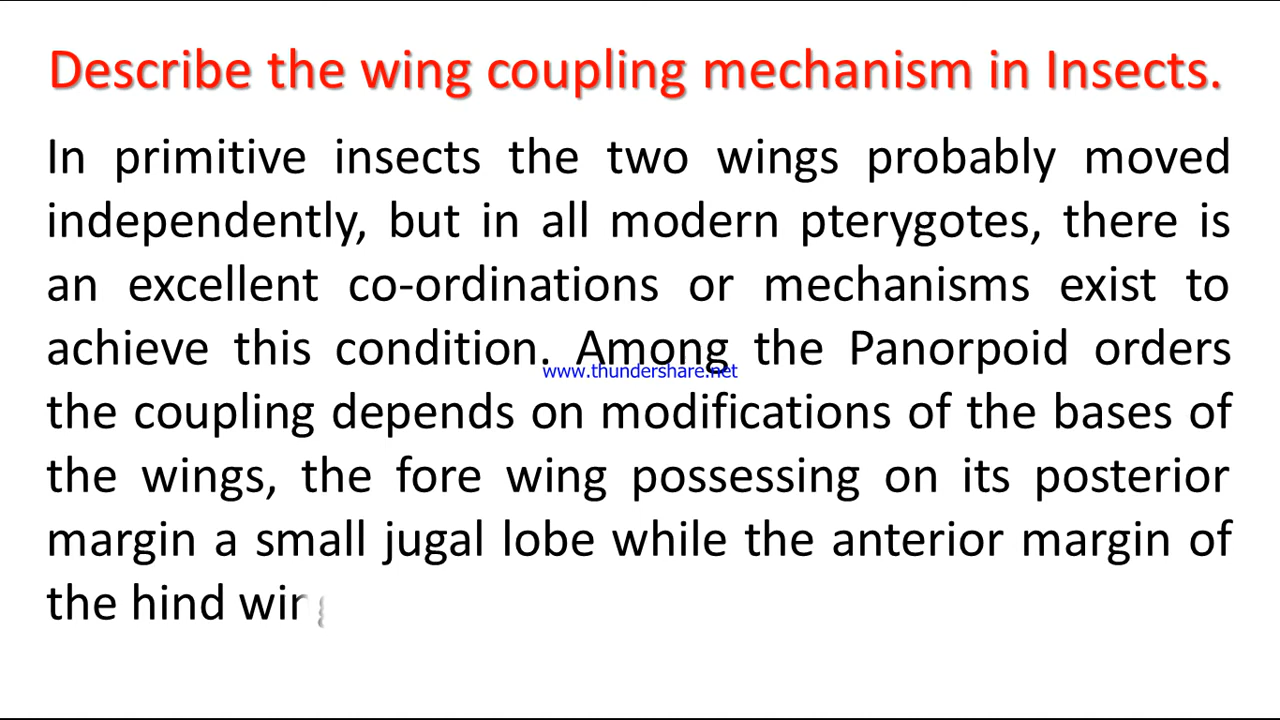 Describe the wing coupling mechanism in Insects.
In primitive insects the two wings probably moved
independently, but in all modern pterygotes, there is
an excellent co-ordinations or mechanisms exist to
achieve this condition. Among the Panorpoid orders
www.thundershare.net
the coupling depends on modifications of the bases of
the wings, the fore wing possessing on its posterior
margin a small jugal lobe while the anterior margin of
the hind